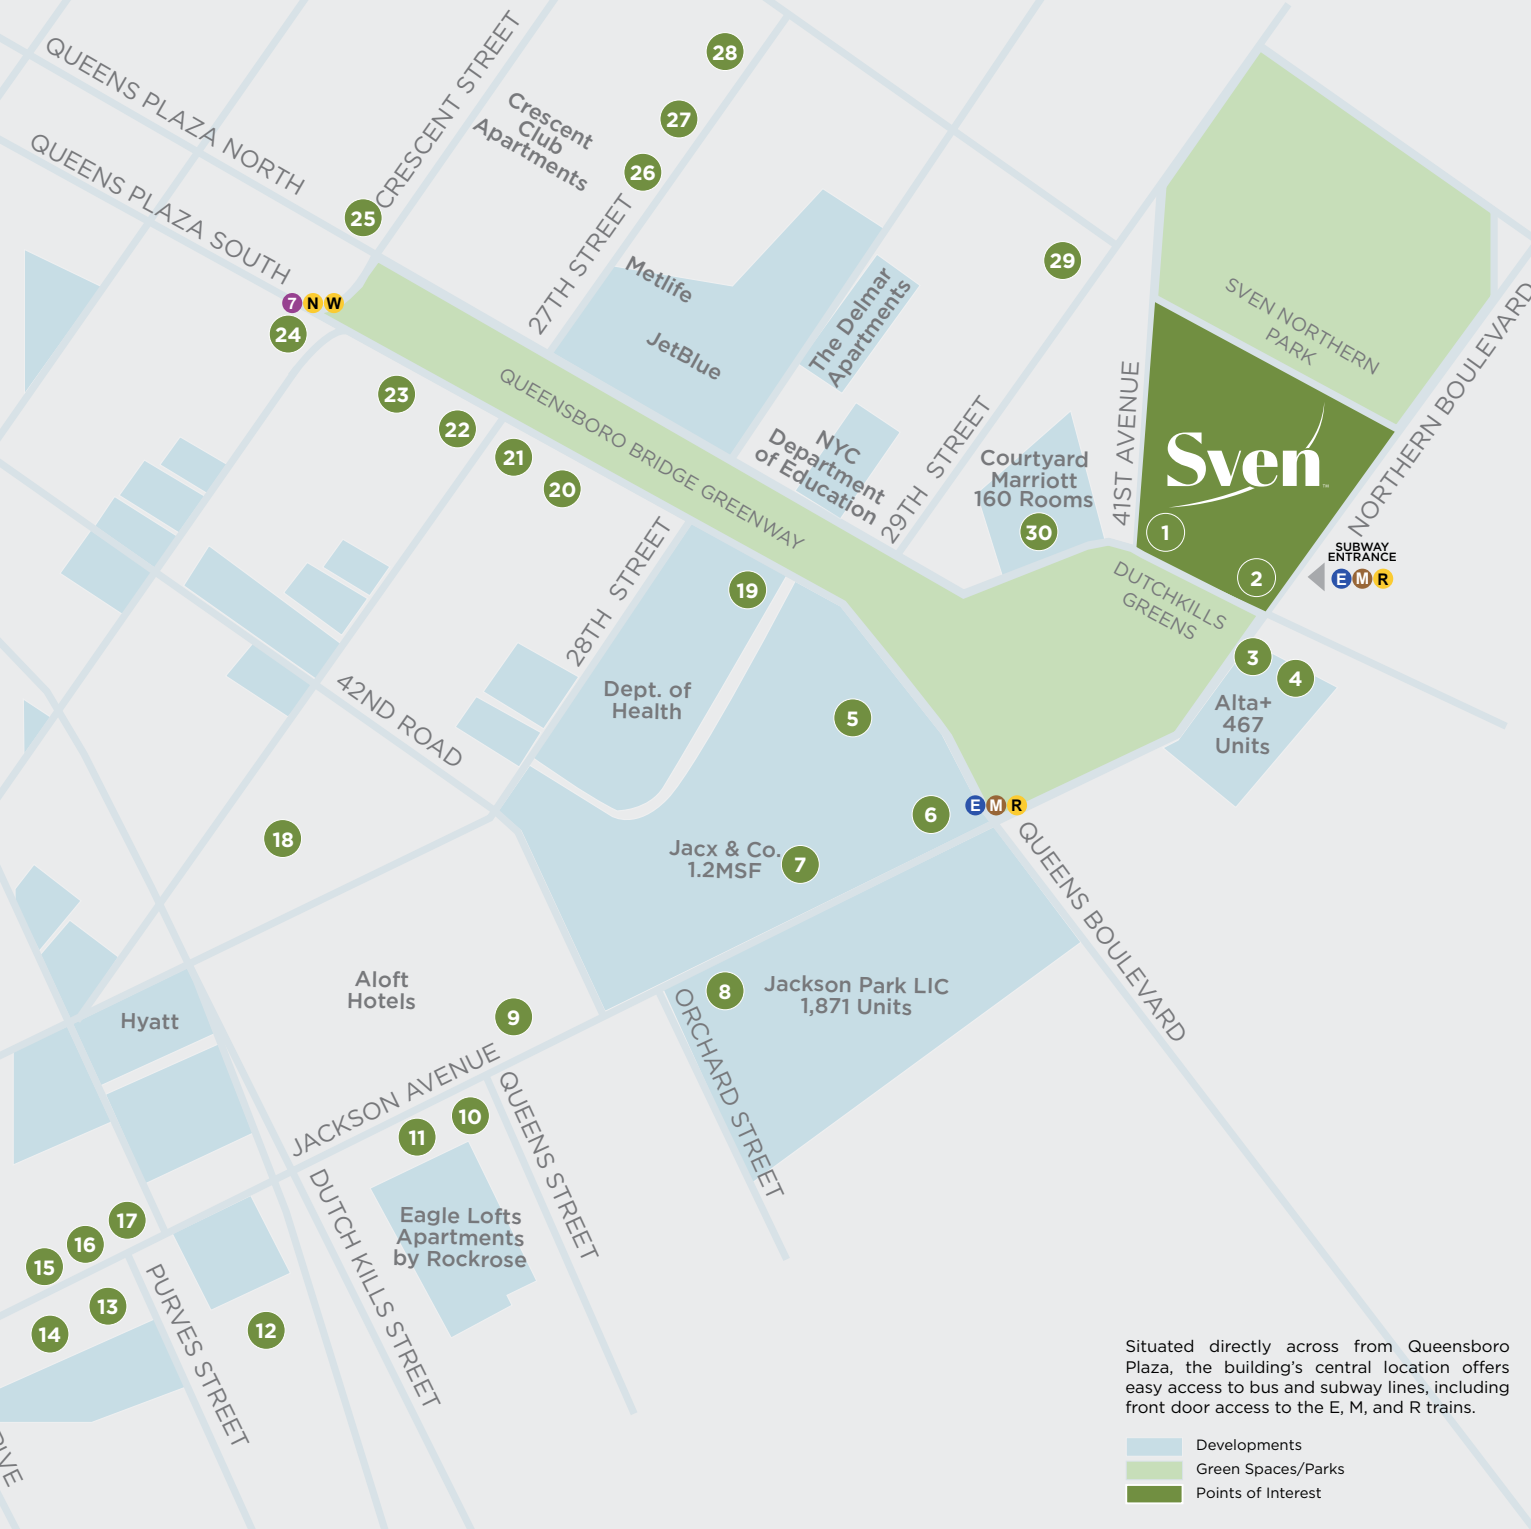 28
QUEENS PLAZA NORTH
CRESCENT STREET
Crescent
Club
Apartments
27
QUEENS PLAZA SOUTH
26
25
27TH STREET
29
7 N W
24
Metlife
JetBlue
The Delmar
Apartments
SVEN NORTHERN
PARK
NORTHERN BOULEVARD
41ST AVENUE
Sven
™
1
2
SUBWAY
ENTRANCE
E M R
23
22
21
20
QUEENSBORO BRIDGE GREENWAY
NYC
Department
of Education
29TH STREET
Courtyard
Marriott
160 Rooms
30
DUTCHKILLS
GREENS
28TH STREET
19
3
4
Alta+
467
Units
42ND ROAD
Dept. of
Health
5
6
E M R
18
Jacx & Co.
1.2MSF
7
QUEENS BOULEVARD
Aloft
Hotels
9
8
Jackson Park LIC
1,871 Units
Hyatt
ORCHARD STREET
JACKSON AVENUE
QUEENS STREET
10
11
DUTCH KILLS STREET
Eagle Lofts
Apartments
by Rockrose
17
16
15
13
14
12
PURVES STREET
Situated directly across from Queensboro
Plaza, the building's central location offers
easy access to bus and subway lines, including
front door access to the E, M, and R trains.
Developments
Green Spaces/Parks
Points of Interest